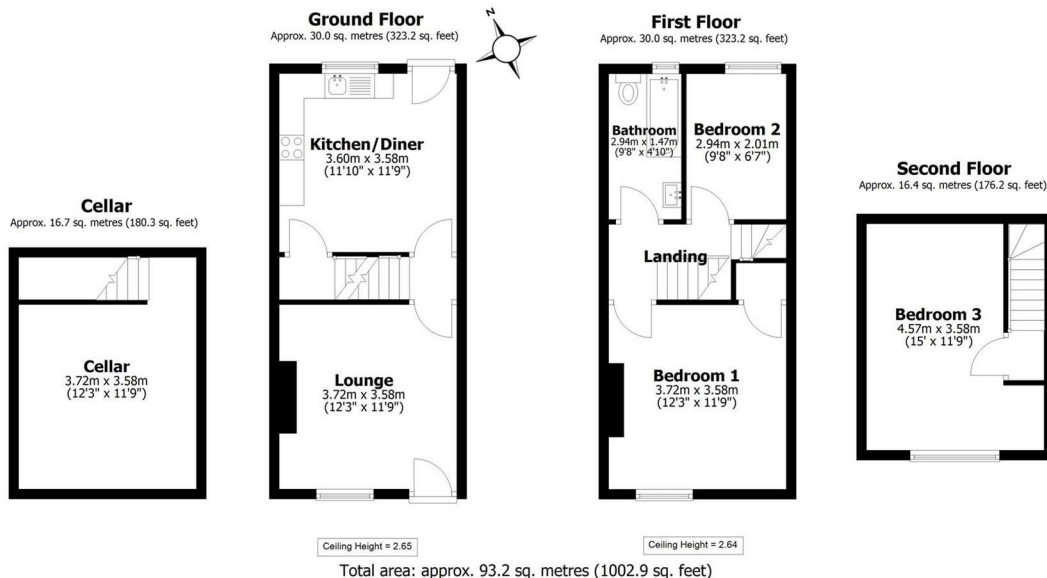 Ground Floor
Approx. 30.0 sq. metres (323.2 sq. feet)
N
First Floor
Approx. 30.0 sq. metres (323.2 sq. feet)
Kitchen/Diner
3.60m x 3.58m
(11'10" x 11'9")
Bathroom
2.94m x 1.47m
(9'8" x 4'10")
Bedroom 2
2.94m x 2.01m
(9'8" x 6'7")
Second Floor
Approx. 16.4 sq. metres (176.2 sq. feet)
Cellar
Approx. 16.7 sq. metres (180.3 sq. feet)
Landing
Cellar
3.72m x 3.58m
(12'3" x 11'9")
Lounge
3.72m x 3.58m
(12'3" x 11'9")
Bedroom 1
3.72m x 3.58m
(12'3" x 11'9")
Bedroom 3
4.57m x 3.58m
(15' x 11'9")
Ceiling Height = 2.65
Ceiling Height = 2.64
Total area: approx. 93.2 sq. metres (1002.9 sq. feet)